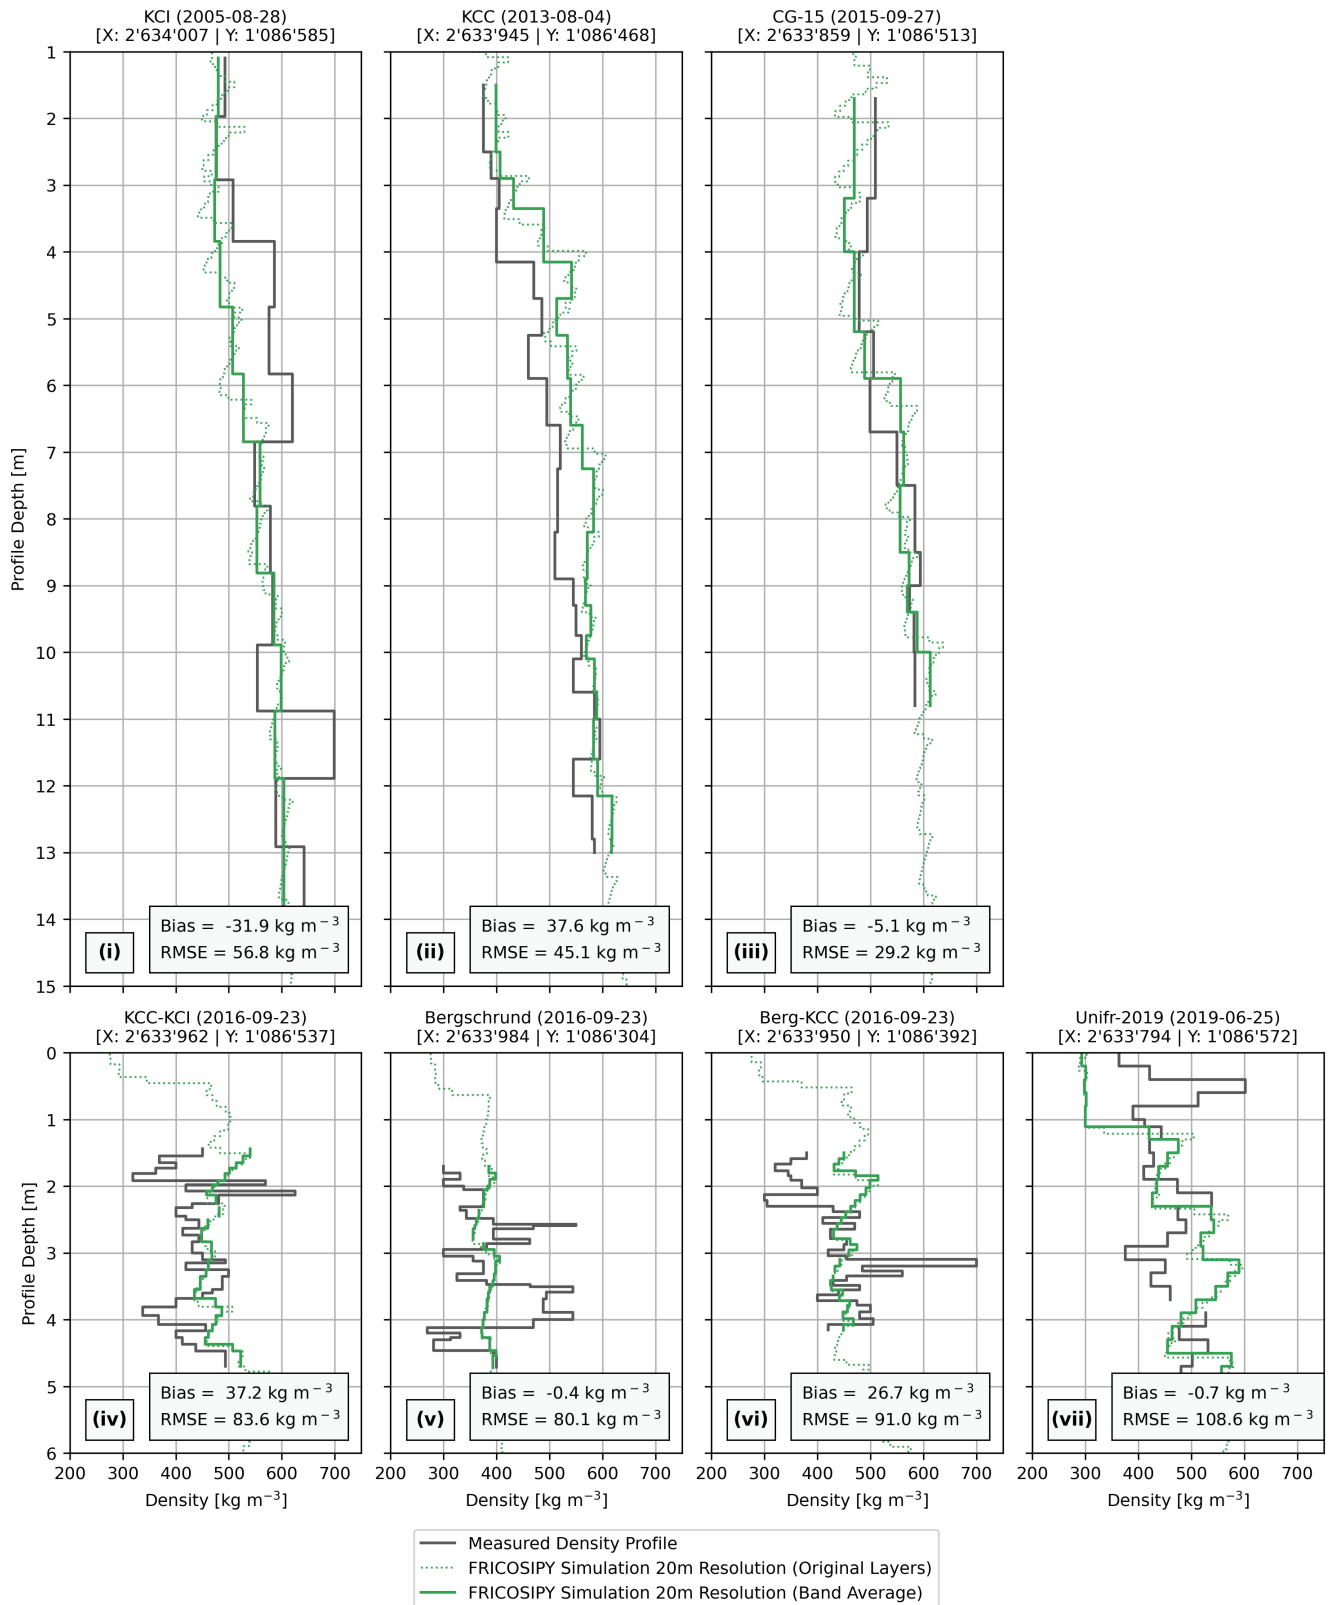 KCI (2005-08-28)
[X: 2'634'007 | Y: 1'086'585]
KCC (2013-08-04)
[X: 2'633'945 | Y: 1'086'468]
CG-15 (2015-09-27)
[X: 2'633'859 | Y: 1'086'513]
1
2
3
4
5
6
7
8
9
10
11
12
13
14
15
Profile Depth [m]
(i)
Bias = -31.9 kg m⁻³
RMSE = 56.8 kg m⁻³
(ii)
Bias = 37.6 kg m⁻³
RMSE = 45.1 kg m⁻³
(iii)
Bias = -5.1 kg m⁻³
RMSE = 29.2 kg m⁻³
KCC-KCI (2016-09-23)
[X: 2'633'962 | Y: 1'086'537]
Bergschrund (2016-09-23)
[X: 2'633'984 | Y: 1'086'304]
Berg-KCC (2016-09-23)
[X: 2'633'950 | Y: 1'086'392]
Unifr-2019 (2019-06-25)
[X: 2'633'794 | Y: 1'086'572]
0
1
2
3
4
5
6
Profile Depth [m]
(iv)
Bias = 37.2 kg m⁻³
RMSE = 83.6 kg m⁻³
(v)
Bias = -0.4 kg m⁻³
RMSE = 80.1 kg m⁻³
(vi)
Bias = 26.7 kg m⁻³
RMSE = 91.0 kg m⁻³
(vii)
Bias = -0.7 kg m⁻³
RMSE = 108.6 kg m⁻³
200 300 400 500 600 700
200 300 400 500 600 700
200 300 400 500 600 700
200 300 400 500 600 700
Density [kg m⁻³]
Density [kg m⁻³]
Density [kg m⁻³]
Density [kg m⁻³]
Measured Density Profile
FRICOSIPY Simulation 20m Resolution (Original Layers)
FRICOSIPY Simulation 20m Resolution (Band Average)